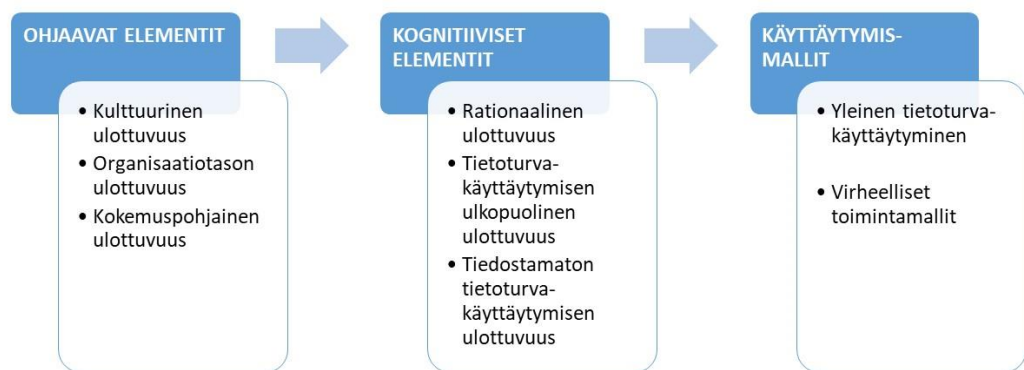 OHJAAVAT ELEMENTIT
• Kulttuurinen
ulottuvuus
• Organisaatiotason
ulottuvuus
• Kokemuspohjainen
ulottuvuus
KOGNITIIVISET
ELEMENTIT
• Rationaalinen
ulottuvuus
• Tietoturva-
käyttäytymisen
ulkopuolinen
ulottuvuus
• Tiedostamaton
tietoturva-
käyttäytymisen
ulottuvuus
KÄYTTÄYTYMIS-
MALLIT
• Yleinen tietoturva-
käyttäytyminen
• Virheelliset
toimintamallit